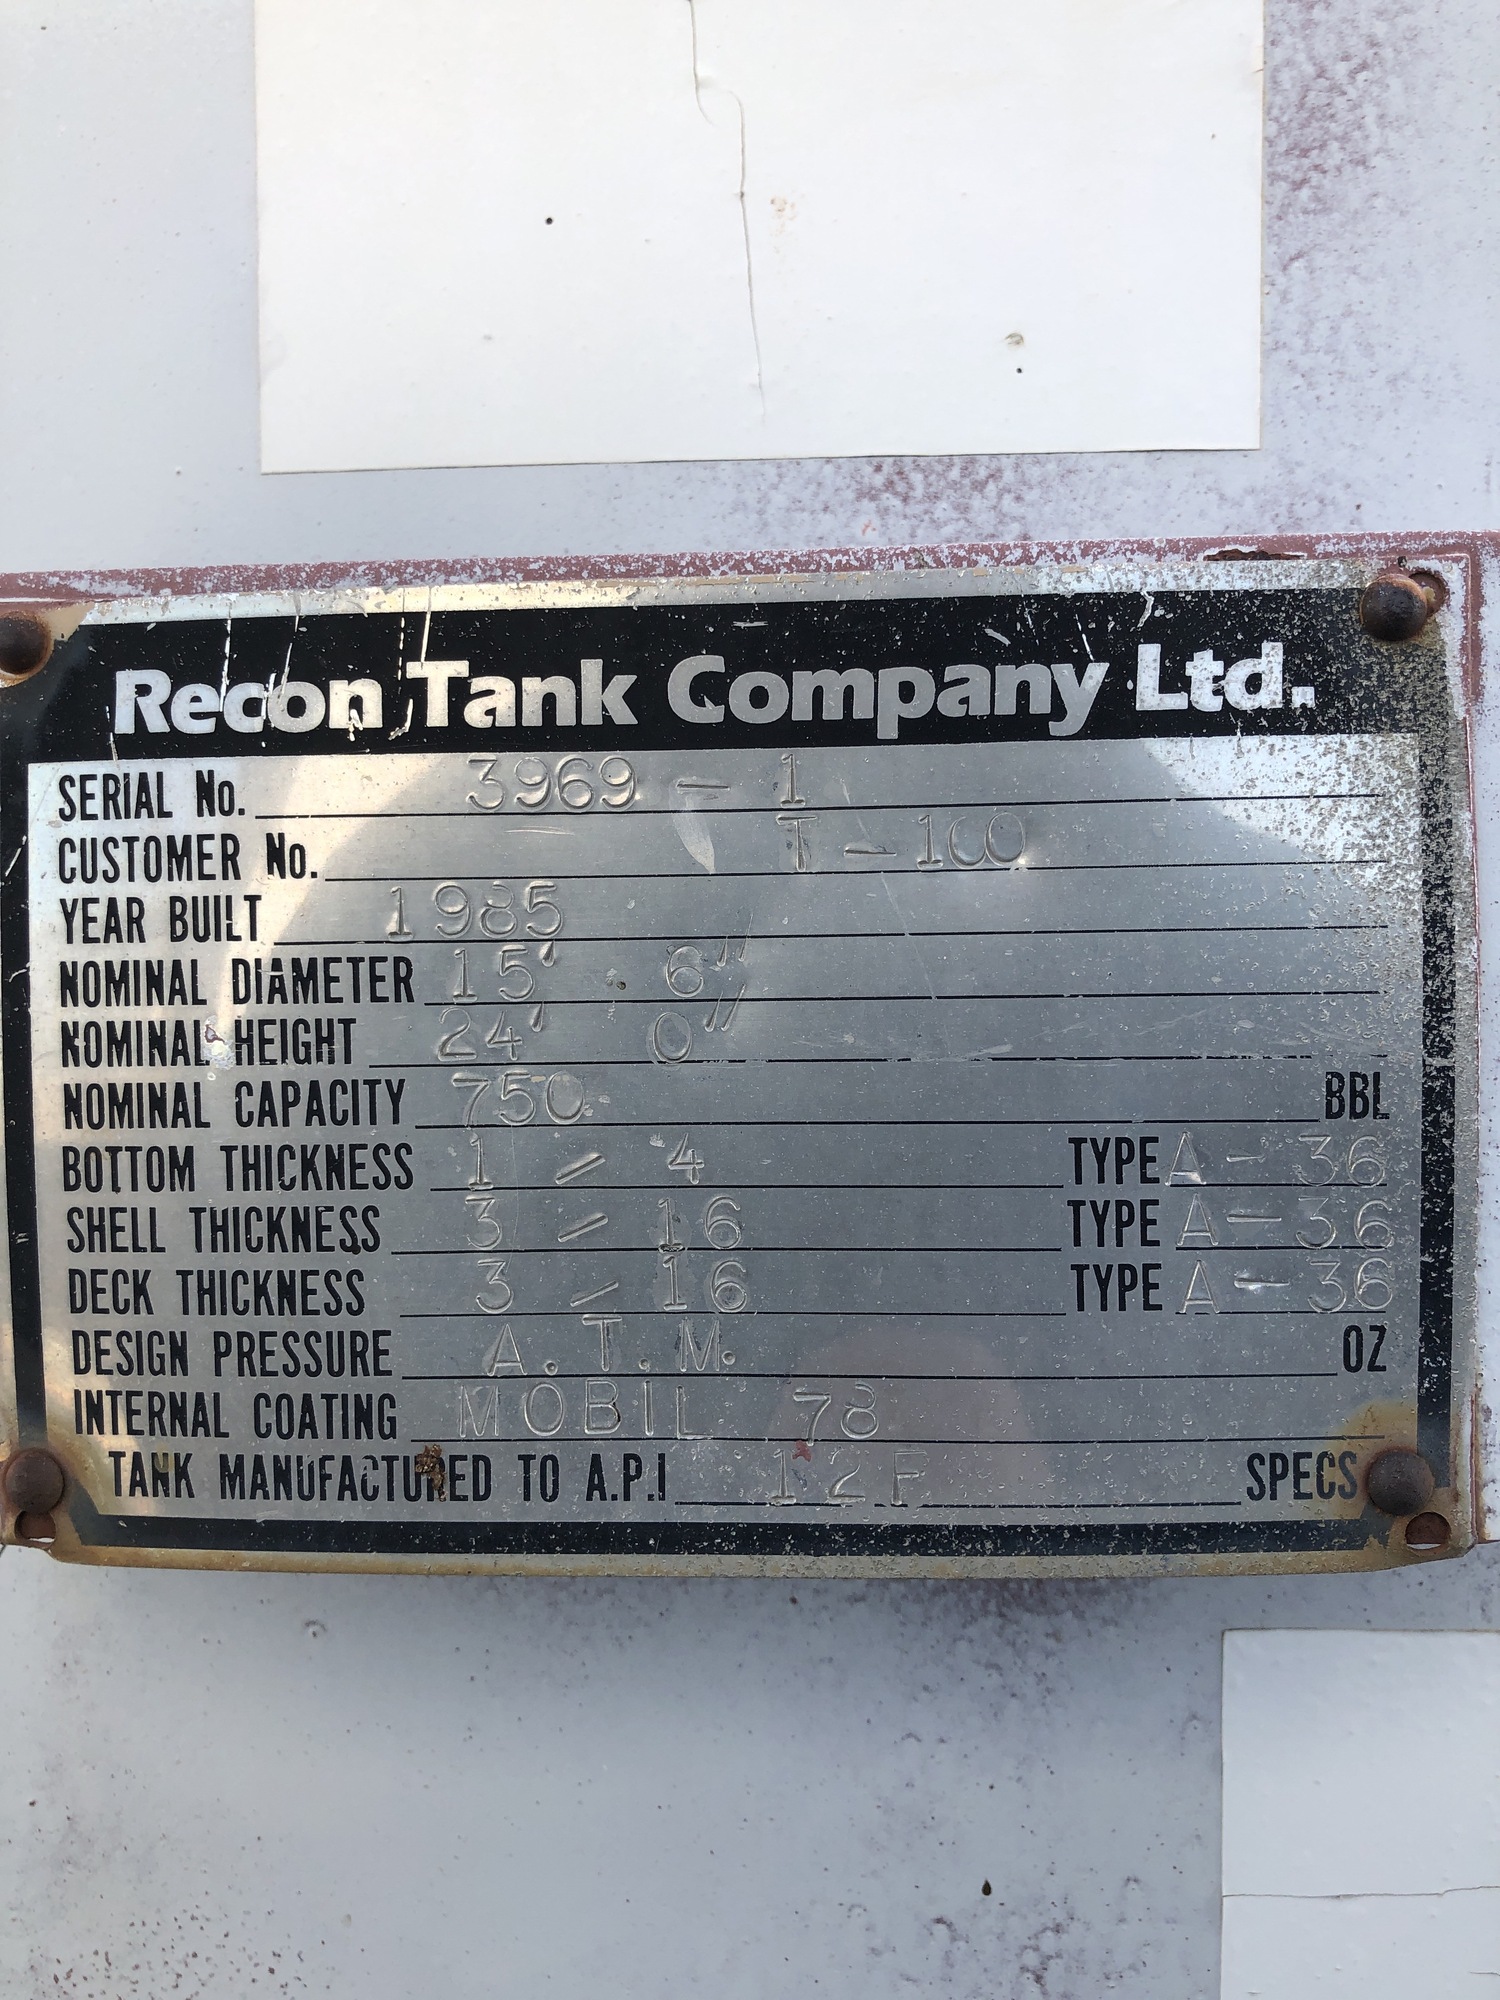 Recon Tank Company Ltd.
SERIAL No. 3969 - 1
CUSTOMER No. T - 100
YEAR BUILT 1985
NOMINAL DIAMETER 15' 6"
NOMINAL HEIGHT 24' 0"
NOMINAL CAPACITY 750 BBL
BOTTOM THICKNESS 1 / 4 TYPE A - 36
SHELL THICKNESS 3 / 16 TYPE A - 36
DECK THICKNESS 3 / 16 TYPE A - 36
DESIGN PRESSURE A.T.M. OZ
INTERNAL COATING MOBIL 78
TANK MANUFACTURED TO A.P.I 12F SPECS